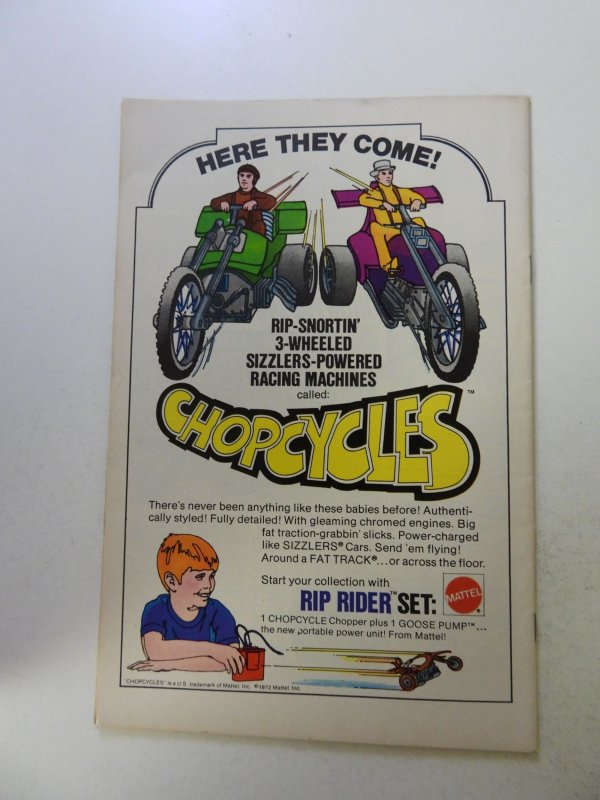 HERE THEY COME!
RIP-SNORTIN'
3-WHEELED
SIZZLERS-POWERED
RACING MACHINES
called:
CHOPCYCLES™
There's never been anything like these babies before! Authenti-
cally styled! Fully detailed! With gleaming chromed engines. Big
fat traction-grabbin' slicks. Power-charged
like SIZZLERS® Cars. Send 'em flying!
Around a FAT TRACK®...or across the floor.
Start your collection with
RIP RIDER™ SET:
MATTEL®
1 CHOPCYCLE Chopper plus 1 GOOSE PUMP™...
the new portable power unit! From Mattel!
"CHOPCYCLES" is a U.S. trademark of Mattel, Inc. ©1972 Mattel, Inc.